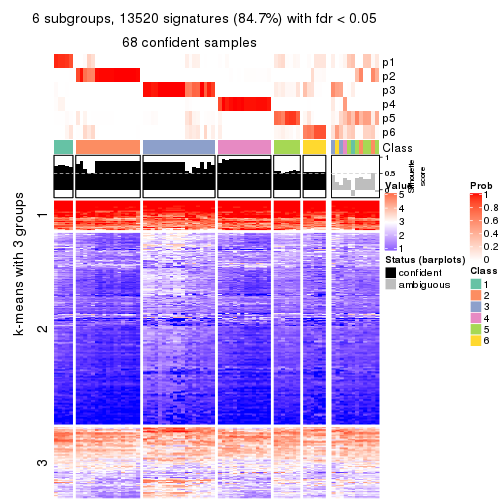 6 subgroups, 13520 signatures (84.7%) with fdr < 0.05
68 confident samples
p1
p2
p3
p4
p5
p6
Class
1
0.5
0
Silhouette
score
k-means with 3 groups
1
2
3
Value
5
4
3
2
1
Status (barplots)
confident
ambiguous
Prob
1
0.8
0.6
0.4
0.2
0
Class
1
2
3
4
5
6